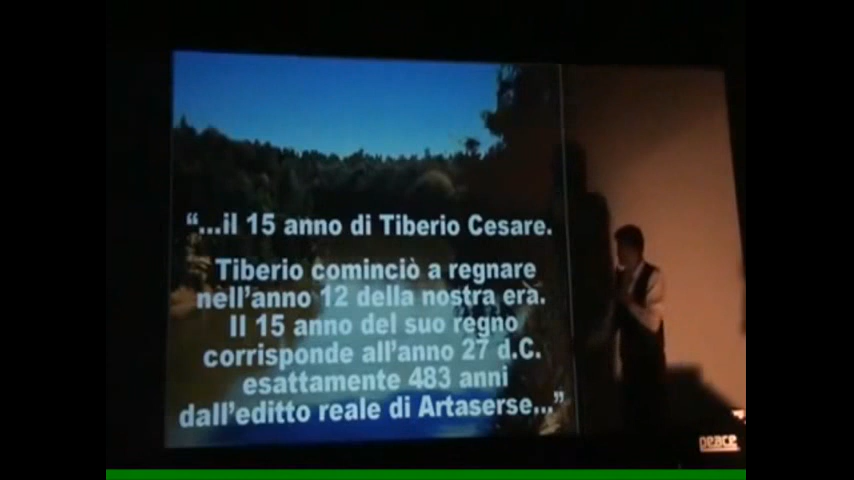 “...il 15 anno di Tiberio Cesare.
Tiberio cominciò a regnare
nell’anno 12 della nostra era.
Il 15 anno del suo regno
corrisponde all’anno 27 d.C.
esattamente 483 anni
dall’editto reale di Artaserse...”
peace